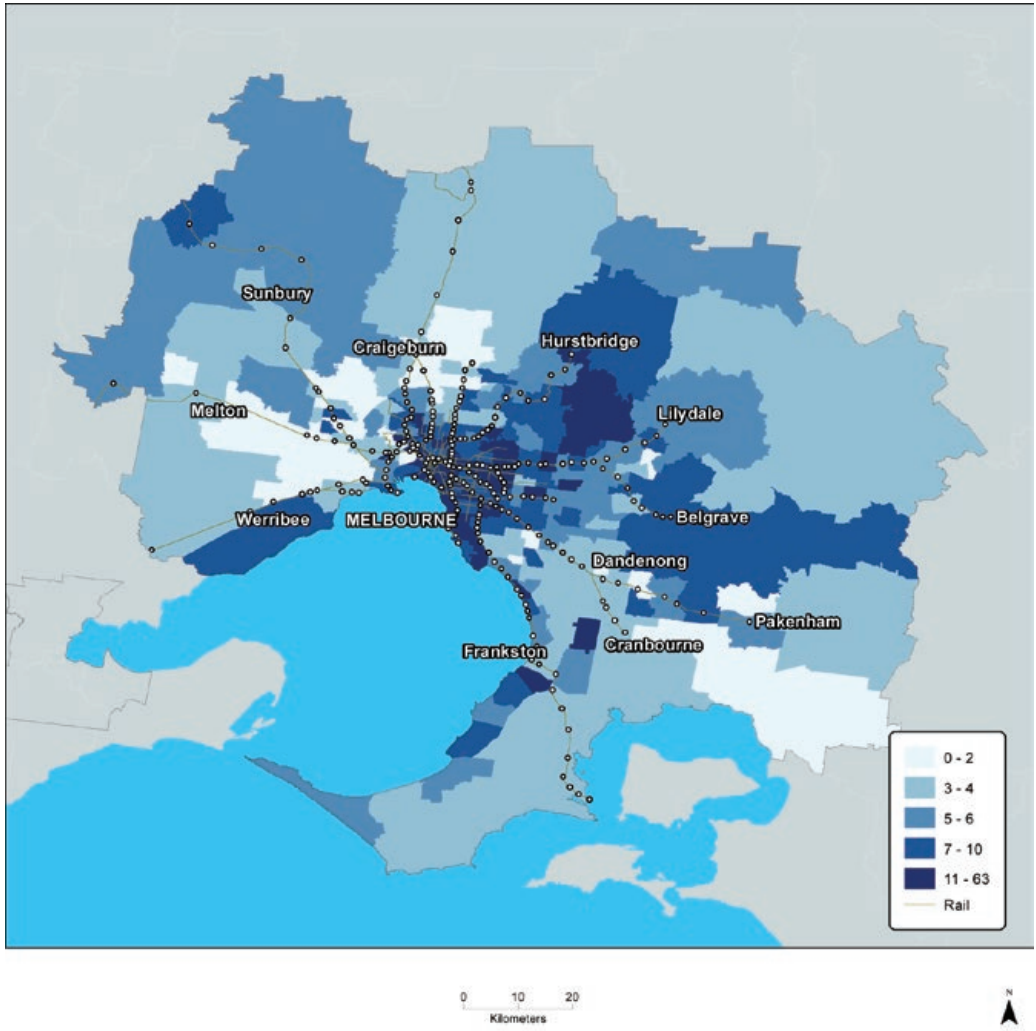 Hurstbridge
Sunbury
Craigeburn
Lilydale
Melton
Werribee
MELBOURNE
Belgrave
Dandenong
Pakenham
Cranbourne
Frankston
0 - 2
3 - 4
5 - 6
7 - 10
11 - 63
Rail
0 10 20
Kilometers
N